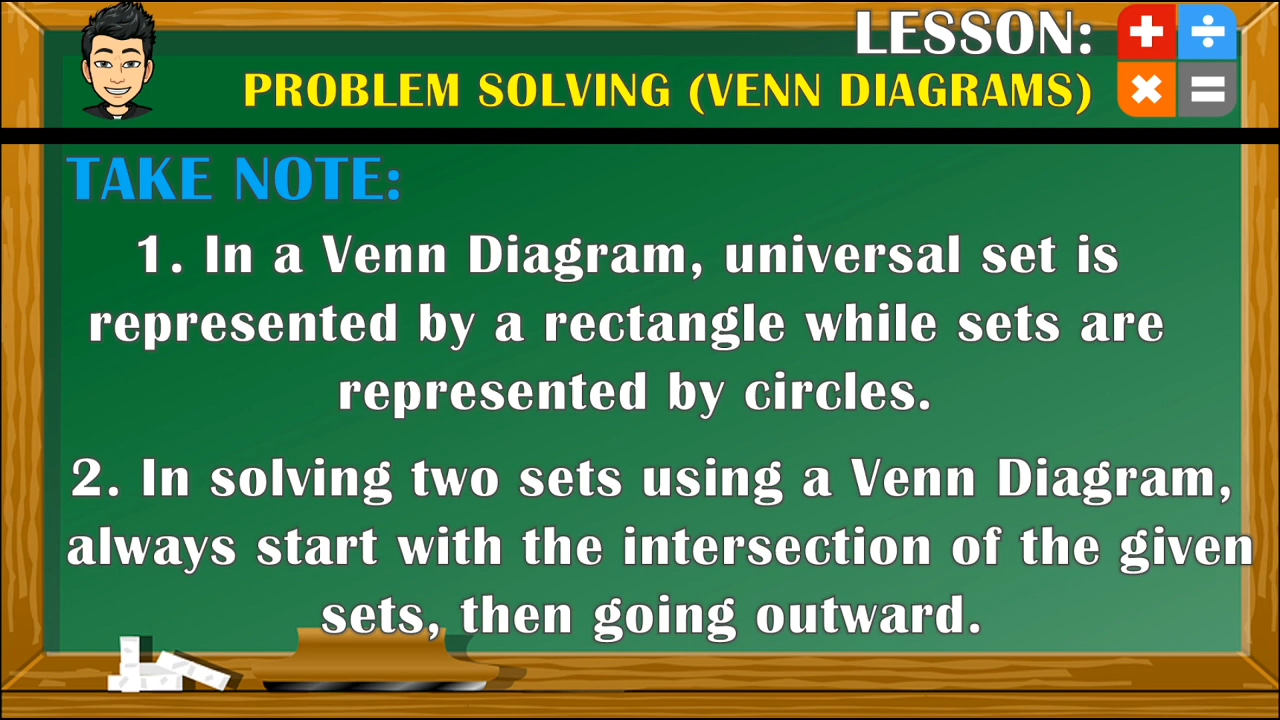 LESSON:
PROBLEM SOLVING (VENN DIAGRAMS)
TAKE NOTE:
1. In a Venn Diagram, universal set is
represented by a rectangle while sets are
represented by circles.
2. In solving two sets using a Venn Diagram,
always start with the intersection of the given
sets, then going outward.